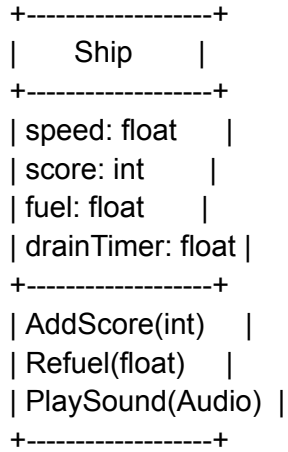 +-------------------+
|       Ship        |
+-------------------+
| speed: float      |
| score: int         |
| fuel: float       |
| drainTimer: float |
+-------------------+
| AddScore(int)     |
| Refuel(float)     |
| PlaySound(Audio)  |
+-------------------+